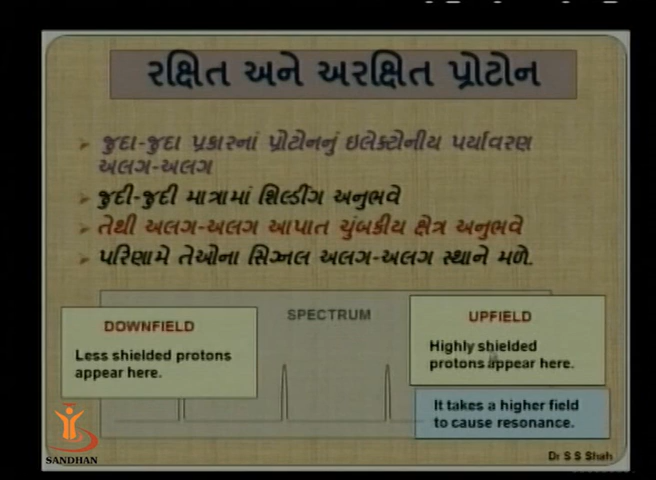 રક્ષિત અને અરક્ષિત પ્રોટોન
જુદા-જુદા પ્રકારનાં પ્રોટોનનું ઇલેક્ટોનીય પર્યાવરણ
અલગ-અલગ
જુદી-જુદી માત્રામાં શિલ્ડીંગ અનુભવે
તેથી અલગ-અલગ આપાત ચુંબકીય ક્ષેત્ર અનુભવે
પરિણામે તેઓના સિગ્નલ અલગ-અલગ સ્થાને મળે.
DOWNFIELD
Less shielded protons
appear here.
SPECTRUM
UPFIELD
Highly shielded
protons appear here.
It takes a higher field
to cause resonance.
SANDHAN
Dr S S Shah